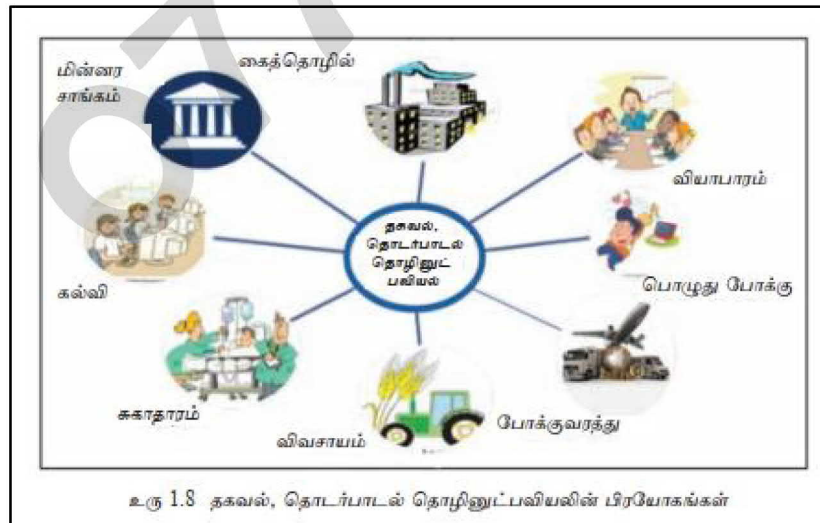 மின்னர
சாங்கம்
கைத்தொழில்
வியாபாரம்
தகவல்,
தொடர்பாடல்
தொழினுட்
பவியல்
கல்வி
பொழுது போக்கு
சுகாதாரம்
விவசாயம்
போக்குவரத்து
உரு 1.8 தகவல், தொடர்பாடல் தொழினுட்பவியலின் பிரயோகங்கள்